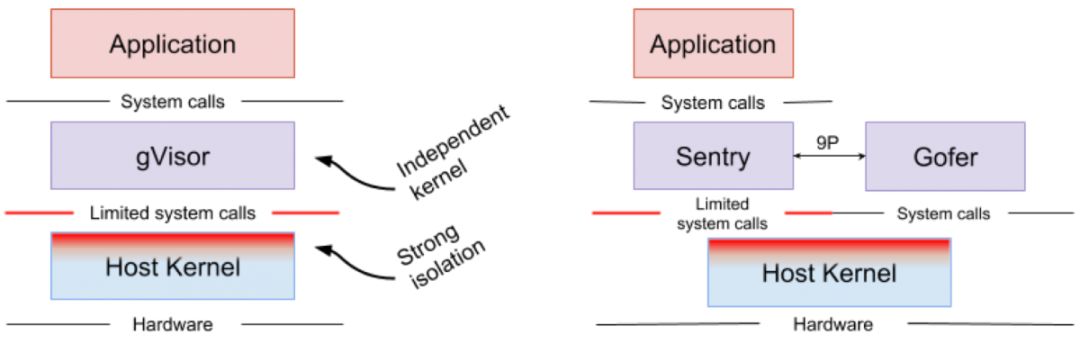 Application
System calls
gVisor
Independent
kernel
Limited system calls
Strong
isolation
Host Kernel
Hardware
Application
System calls
Sentry
9P
Gofer
Limited
system calls
System calls
Host Kernel
Hardware